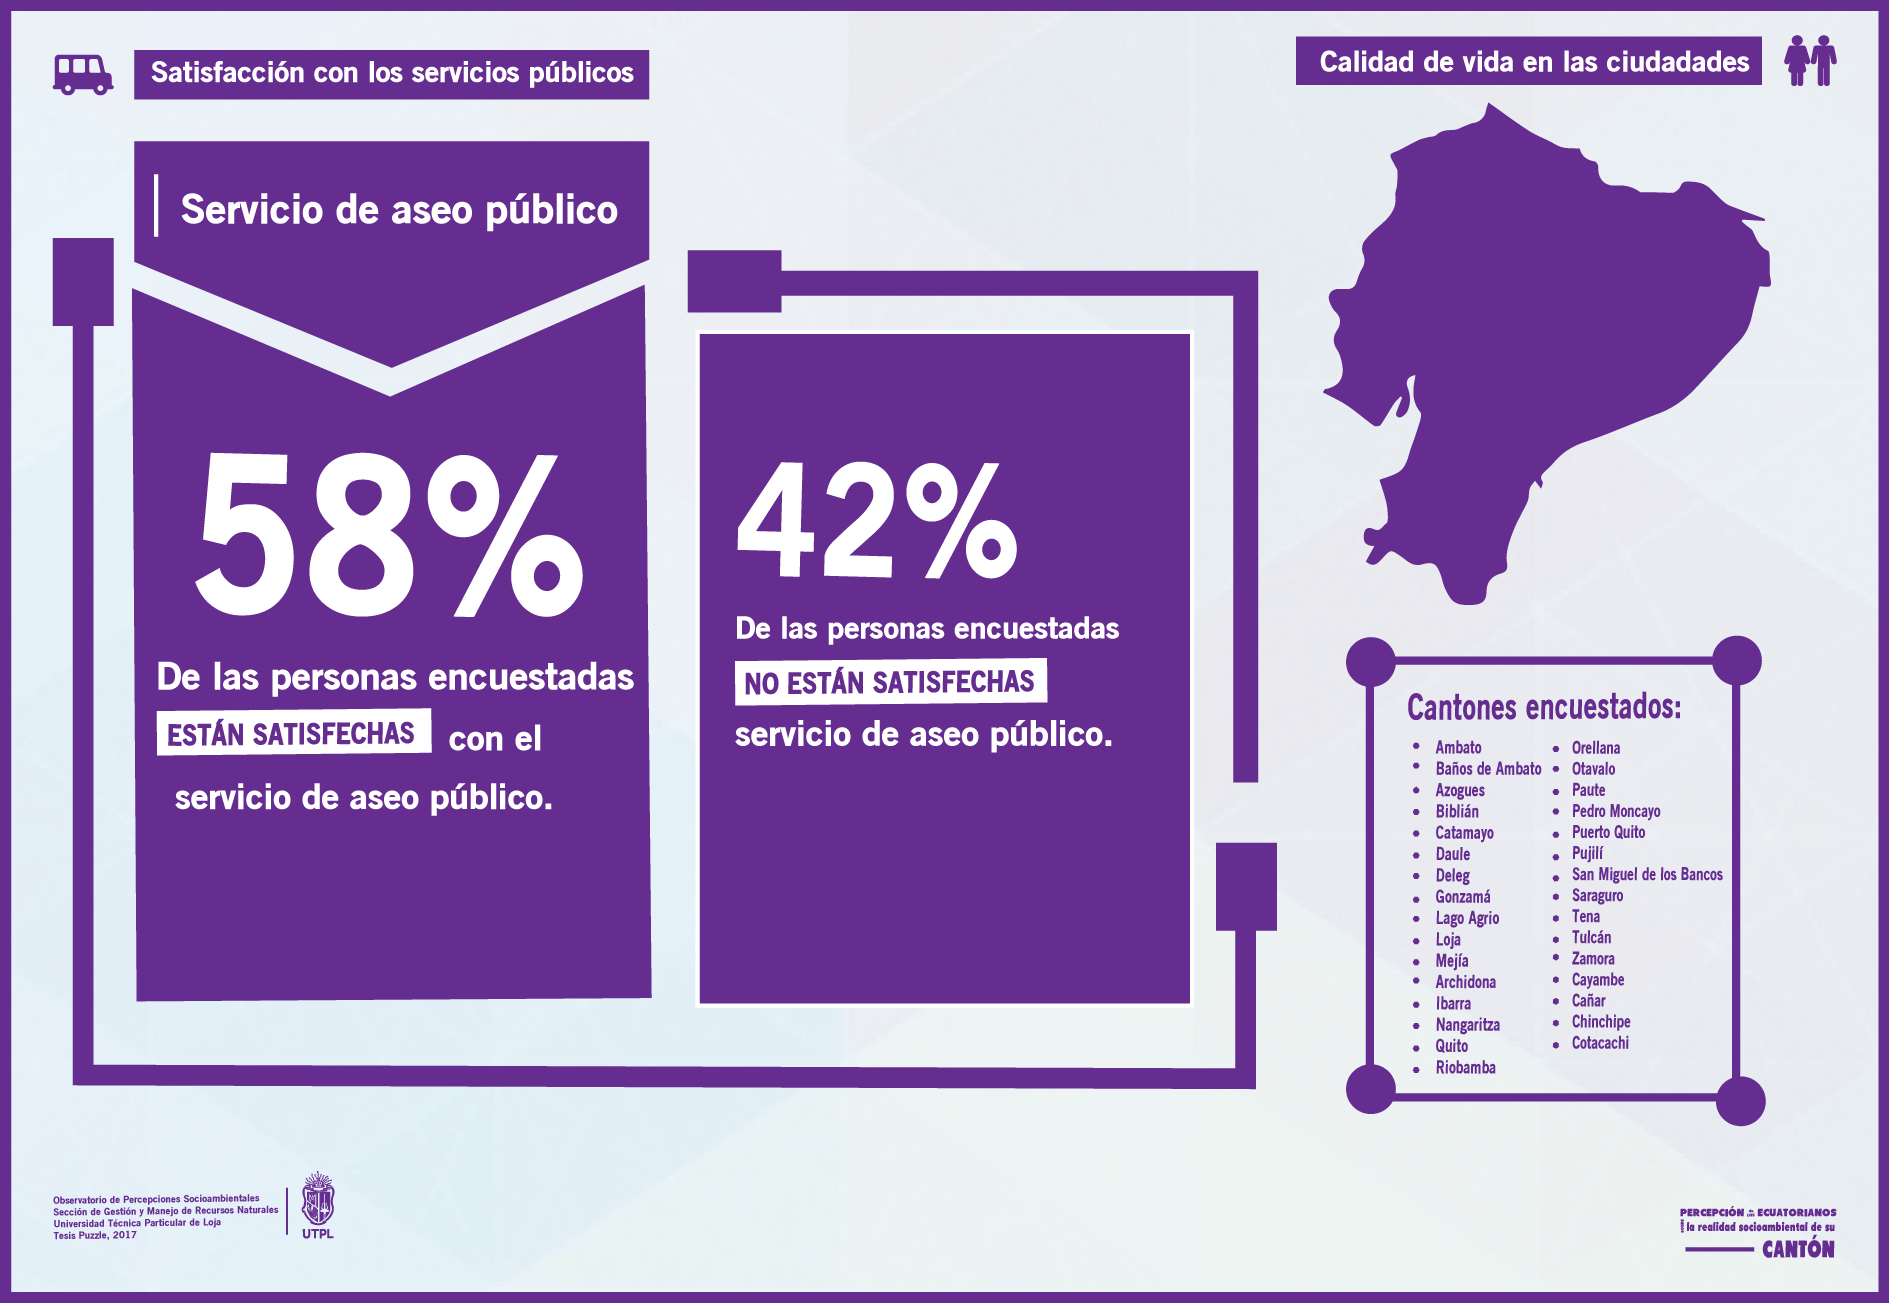 Satisfacción con los servicios públicos
Servicio de aseo público
58%
De las personas encuestadas
ESTÁN SATISFECHAS con el
servicio de aseo público.
42%
De las personas encuestadas
NO ESTÁN SATISFECHAS
servicio de aseo público.
Calidad de vida en las ciudadades
Cantones encuestados:
• Ambato
• Baños de Ambato
• Azogues
• Biblián
• Catamayo
• Daule
• Deleg
• Gonzamá
• Lago Agrio
• Loja
• Mejía
• Archidona
• Ibarra
• Nangaritza
• Quito
• Riobamba
• Orellana
• Otavalo
• Paute
• Pedro Moncayo
• Puerto Quito
• Pujilí
• San Miguel de los Bancos
• Saraguro
• Tena
• Tulcán
• Zamora
• Cayambe
• Cañar
• Chinchipe
• Cotacachi
Observatorio de Percepciones Socioambientales
Sección de Gestión y Manejo de Recursos Naturales
Universidad Técnica Particular de Loja
Tesis Puzzle, 2017
UTPL
PERCEPCIÓN de los ECUATORIANOS
la realidad socioambiental de su
CANTÓN